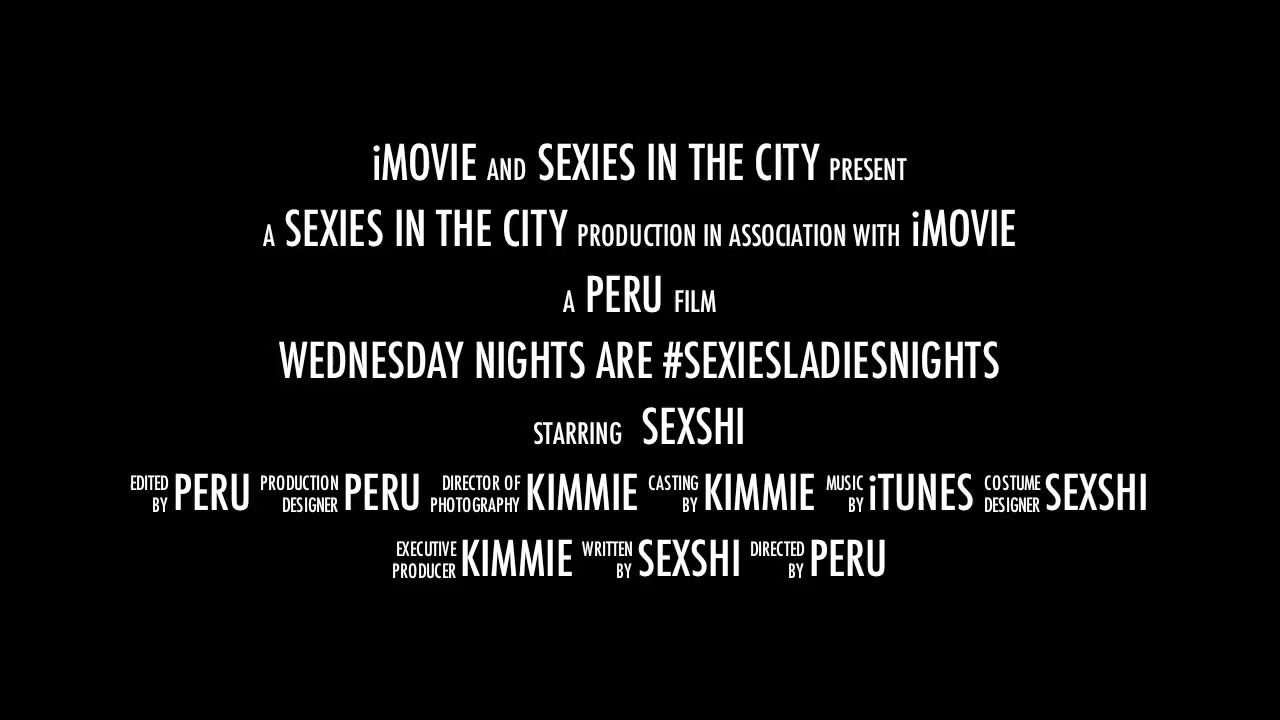 iMOVIE AND SEXIES IN THE CITY PRESENT
A SEXIES IN THE CITY PRODUCTION IN ASSOCIATION WITH iMOVIE
A PERU FILM
WEDNESDAY NIGHTS ARE #SEXIESLADIESNIGHTS
STARRING SEXSHI
EDITED BY PERU PRODUCTION DESIGNER PERU DIRECTOR OF PHOTOGRAPHY KIMMIE CASTING BY KIMMIE MUSIC BY iTUNES COSTUME DESIGNER SEXSHI
EXECUTIVE PRODUCER KIMMIE WRITTEN BY SEXSHI DIRECTED BY PERU